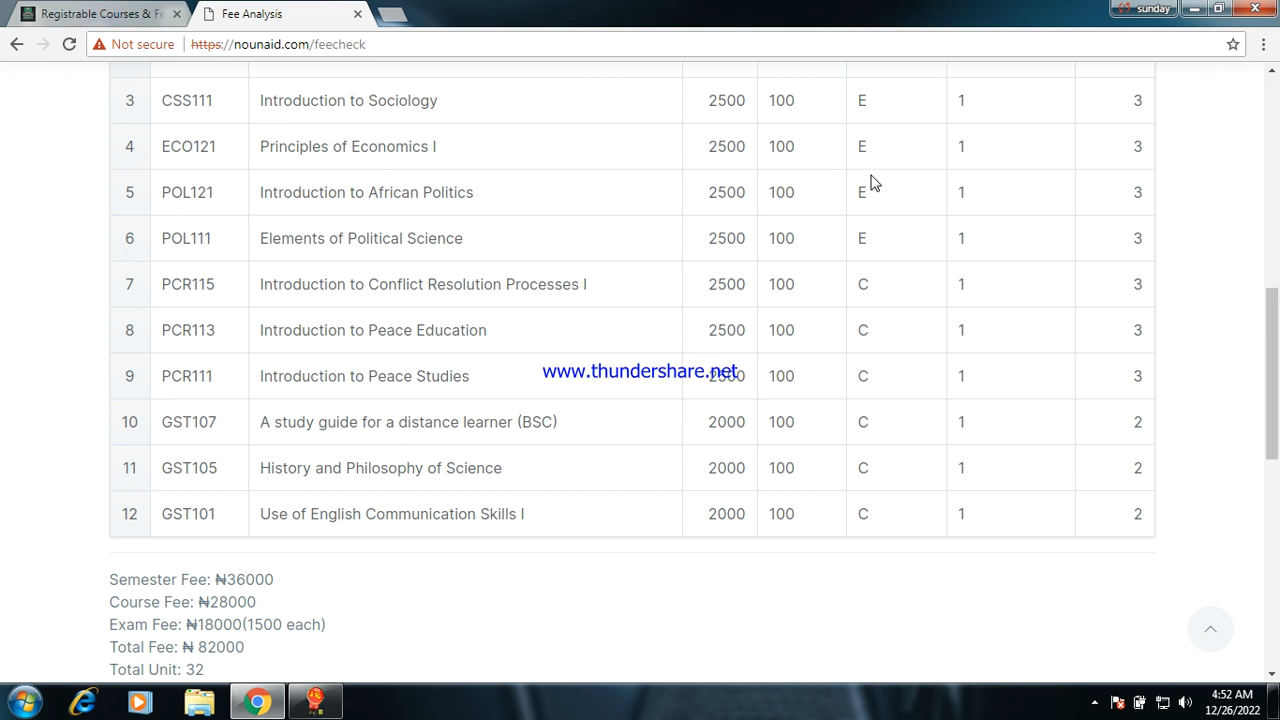 Registrable Courses & Fe
Fee Analysis
sunday
Not secure
https://nounaid.com/feecheck
3 CSS111 Introduction to Sociology 2500 100 E 1 3
4 ECO121 Principles of Economics I 2500 100 E 1 3
5 POL121 Introduction to African Politics 2500 100 E 1 3
6 POL111 Elements of Political Science 2500 100 E 1 3
7 PCR115 Introduction to Conflict Resolution Processes I 2500 100 C 1 3
8 PCR113 Introduction to Peace Education 2500 100 C 1 3
www.thundershare.net
9 PCR111 Introduction to Peace Studies 2500 100 C 1 3
10 GST107 A study guide for a distance learner (BSC) 2000 100 C 1 2
11 GST105 History and Philosophy of Science 2000 100 C 1 2
12 GST101 Use of English Communication Skills I 2000 100 C 1 2
Semester Fee: ₦36000
Course Fee: ₦28000
Exam Fee: ₦18000(1500 each)
Total Fee: ₦ 82000
Total Unit: 32
4:52 AM
12/26/2022